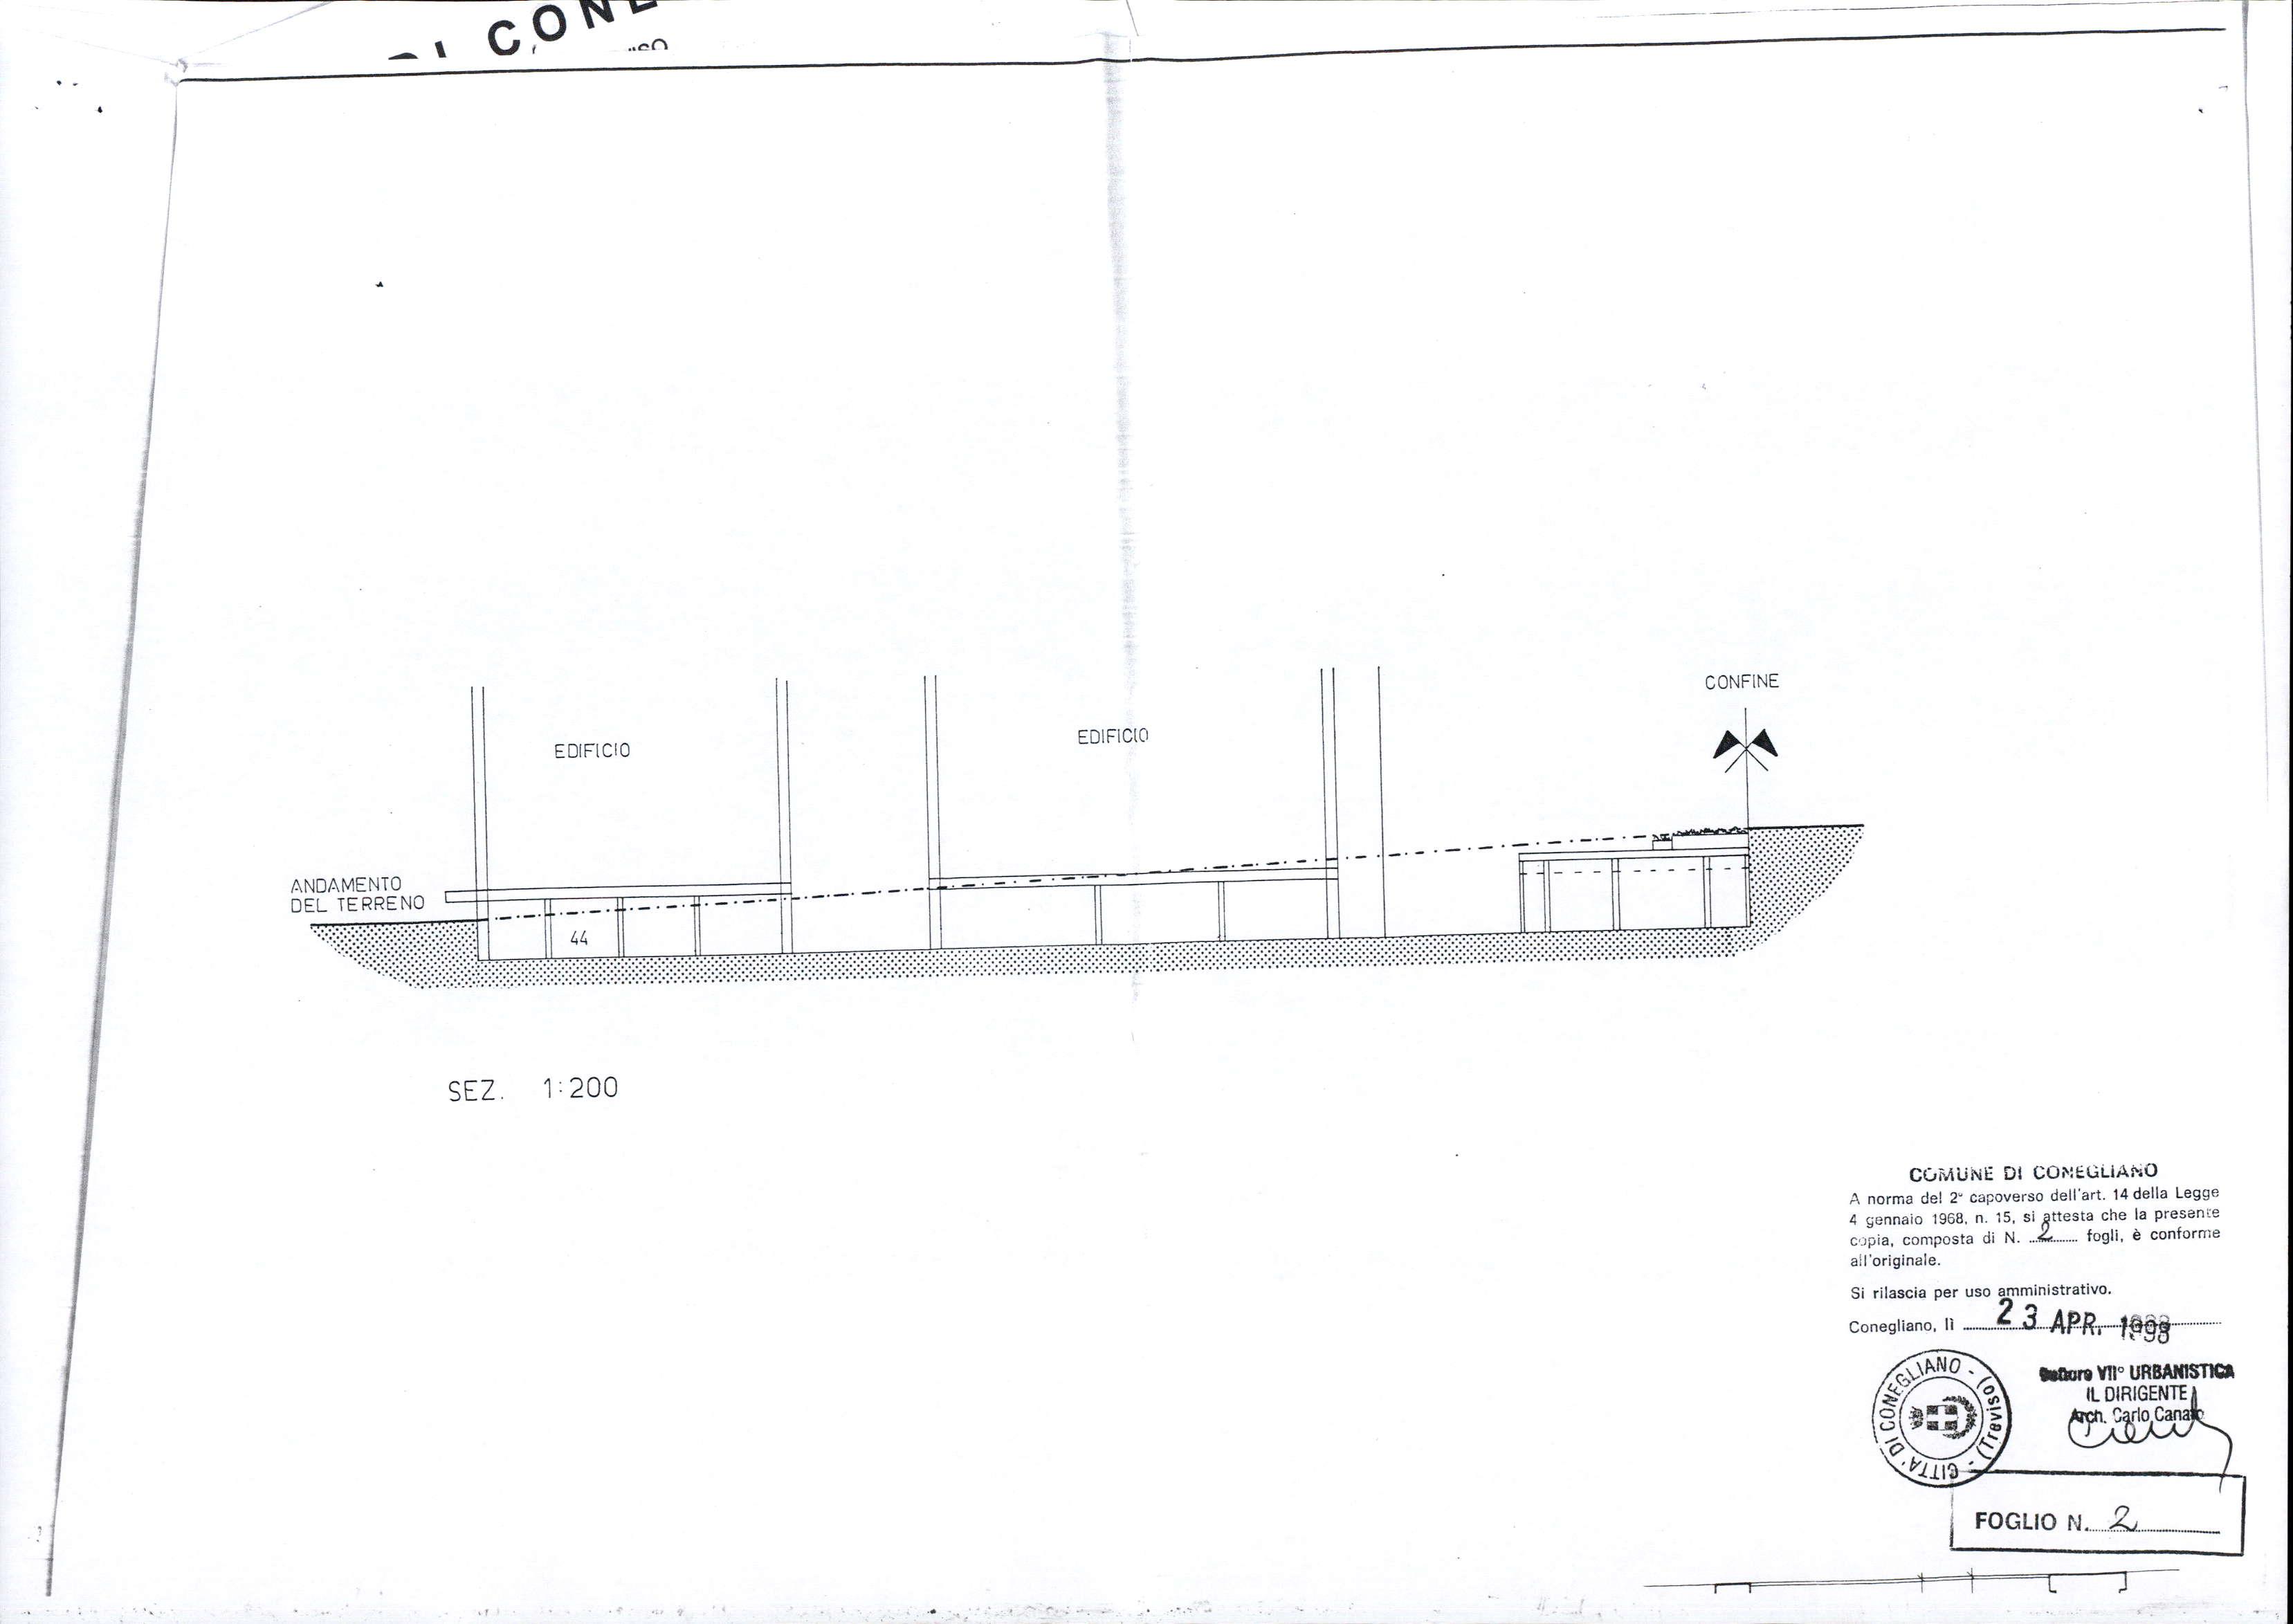 DI CONE
EDIFICIO
EDIFICIO
CONFINE
ANDAMENTO
DEL TERRENO
44
SEZ. 1:200
COMUNE DI CONEGLIANO
A norma del 2° capoverso dell'art. 14 della Legge
4 gennaio 1968, n. 15, si attesta che la presente
copia, composta di N. 2 fogli, è conforme
all'originale.
Si rilascia per uso amministrativo.
Conegliano, lì 23 APR. 1998
Settore VII° URBANISTICA
IL DIRIGENTE
Arch. Carlo Canato
CITTA' DI CONEGLIANO - (Treviso) -
FOGLIO N. 2